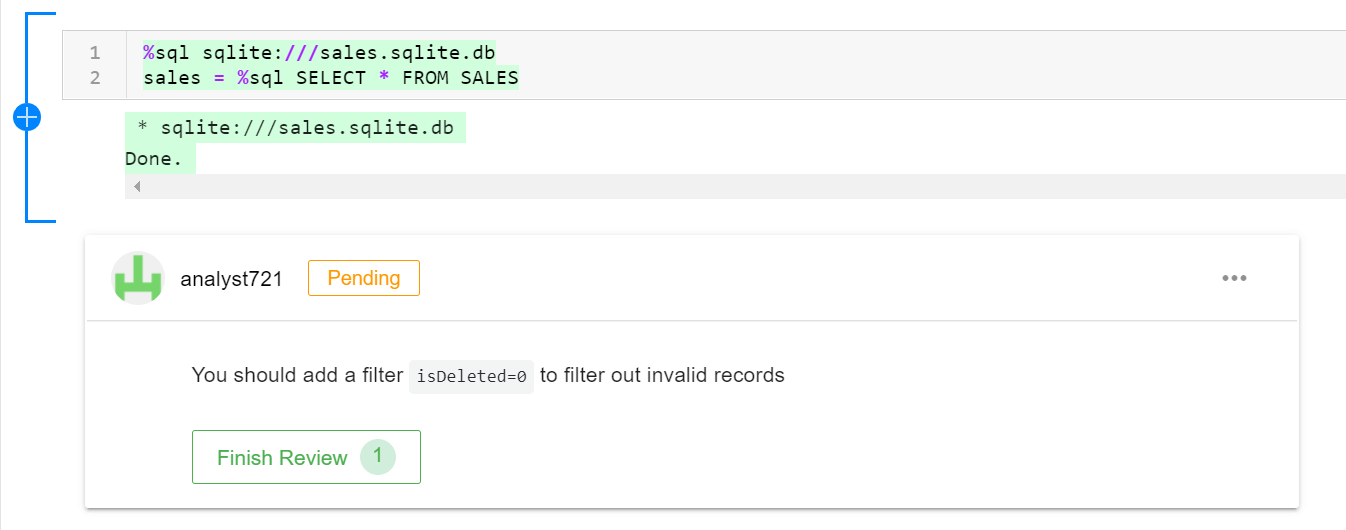 1 %sql sqlite:///sales.sqlite.db
2 sales = %sql SELECT * FROM SALES
* sqlite:///sales.sqlite.db
Done.
analyst721 Pending
You should add a filter isDeleted=0 to filter out invalid records
Finish Review 1